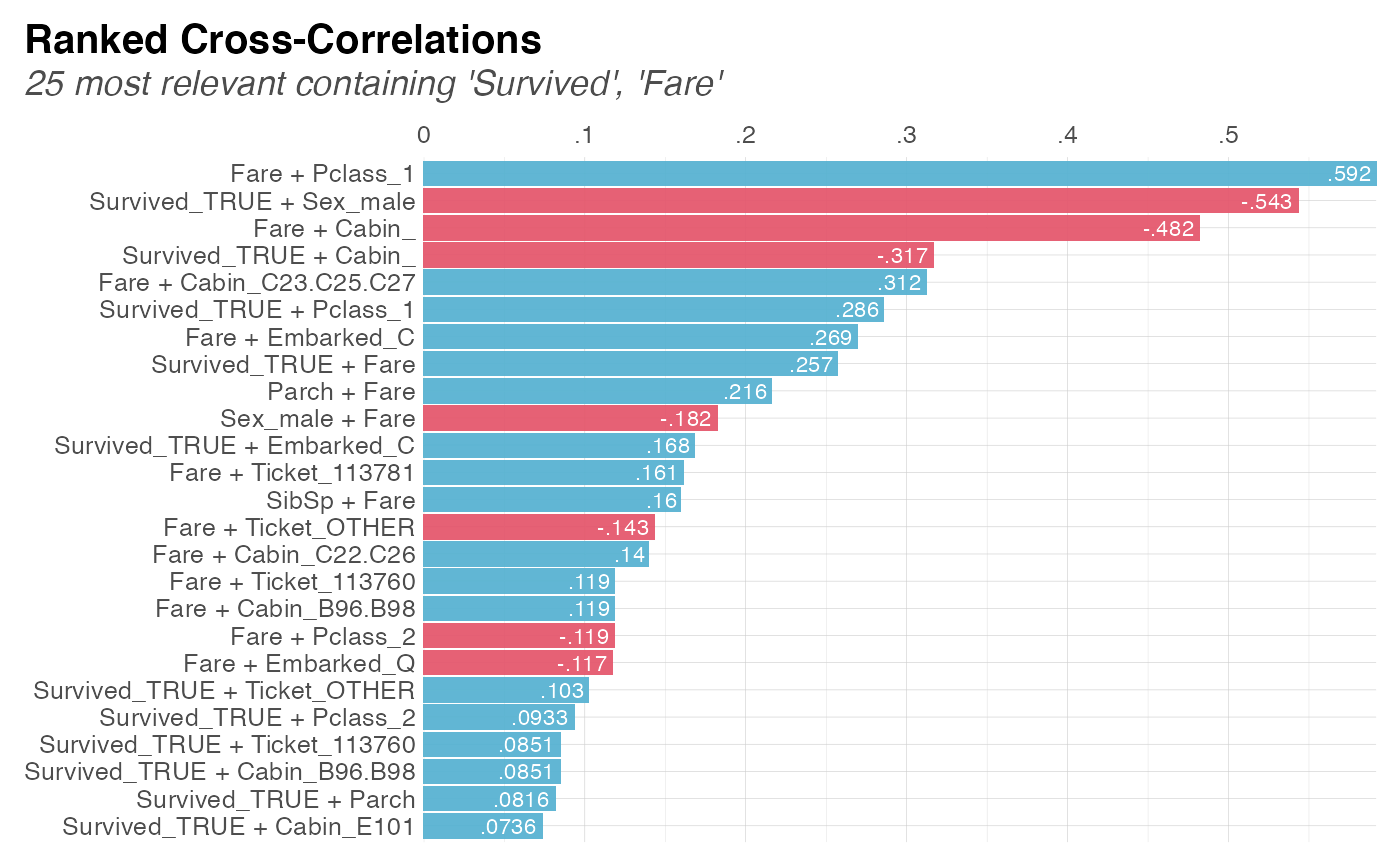 Ranked Cross-Correlations
25 most relevant containing 'Survived', 'Fare'
0 .1 .2 .3 .4 .5
Fare + Pclass_1 .592
Survived_TRUE + Sex_male -.543
Fare + Cabin_ -.482
Survived_TRUE + Cabin_ -.317
Fare + Cabin_C23.C25.C27 .312
Survived_TRUE + Pclass_1 .286
Fare + Embarked_C .269
Survived_TRUE + Fare .257
Parch + Fare .216
Sex_male + Fare -.182
Survived_TRUE + Embarked_C .168
Fare + Ticket_113781 .161
SibSp + Fare .16
Fare + Ticket_OTHER -.143
Fare + Cabin_C22.C26 .14
Fare + Ticket_113760 .119
Fare + Cabin_B96.B98 .119
Fare + Pclass_2 -.119
Fare + Embarked_Q -.117
Survived_TRUE + Ticket_OTHER .103
Survived_TRUE + Pclass_2 .0933
Survived_TRUE + Ticket_113760 .0851
Survived_TRUE + Cabin_B96.B98 .0851
Survived_TRUE + Parch .0816
Survived_TRUE + Cabin_E101 .0736